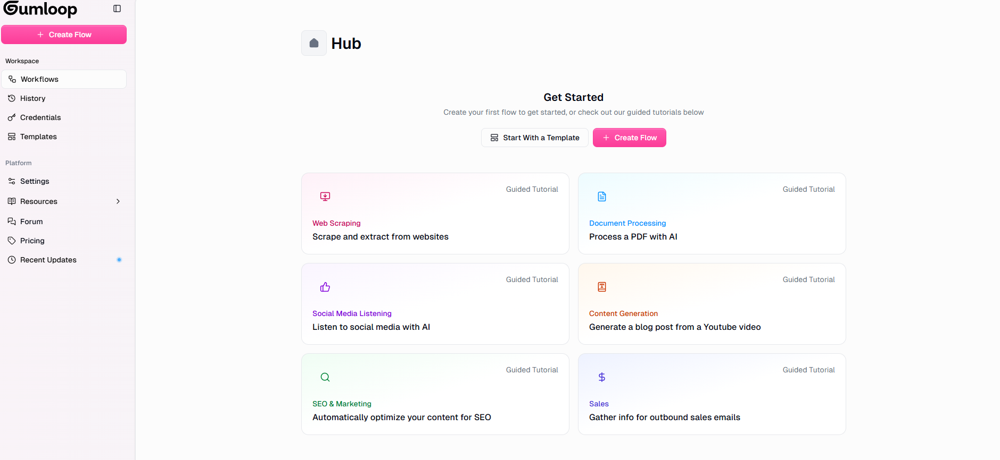 Gumloop
Create Flow
Workspace
Workflows
History
Credentials
Templates
Platform
Settings
Resources
Forum
Pricing
Recent Updates
Hub
Get Started
Create your first flow to get started, or check out our guided tutorials below
Start With a Template
Create Flow
Guided Tutorial
Web Scraping
Scrape and extract from websites
Guided Tutorial
Document Processing
Process a PDF with AI
Guided Tutorial
Social Media Listening
Listen to social media with AI
Guided Tutorial
Content Generation
Generate a blog post from a Youtube video
Guided Tutorial
SEO & Marketing
Automatically optimize your content for SEO
Guided Tutorial
Sales
Gather info for outbound sales emails